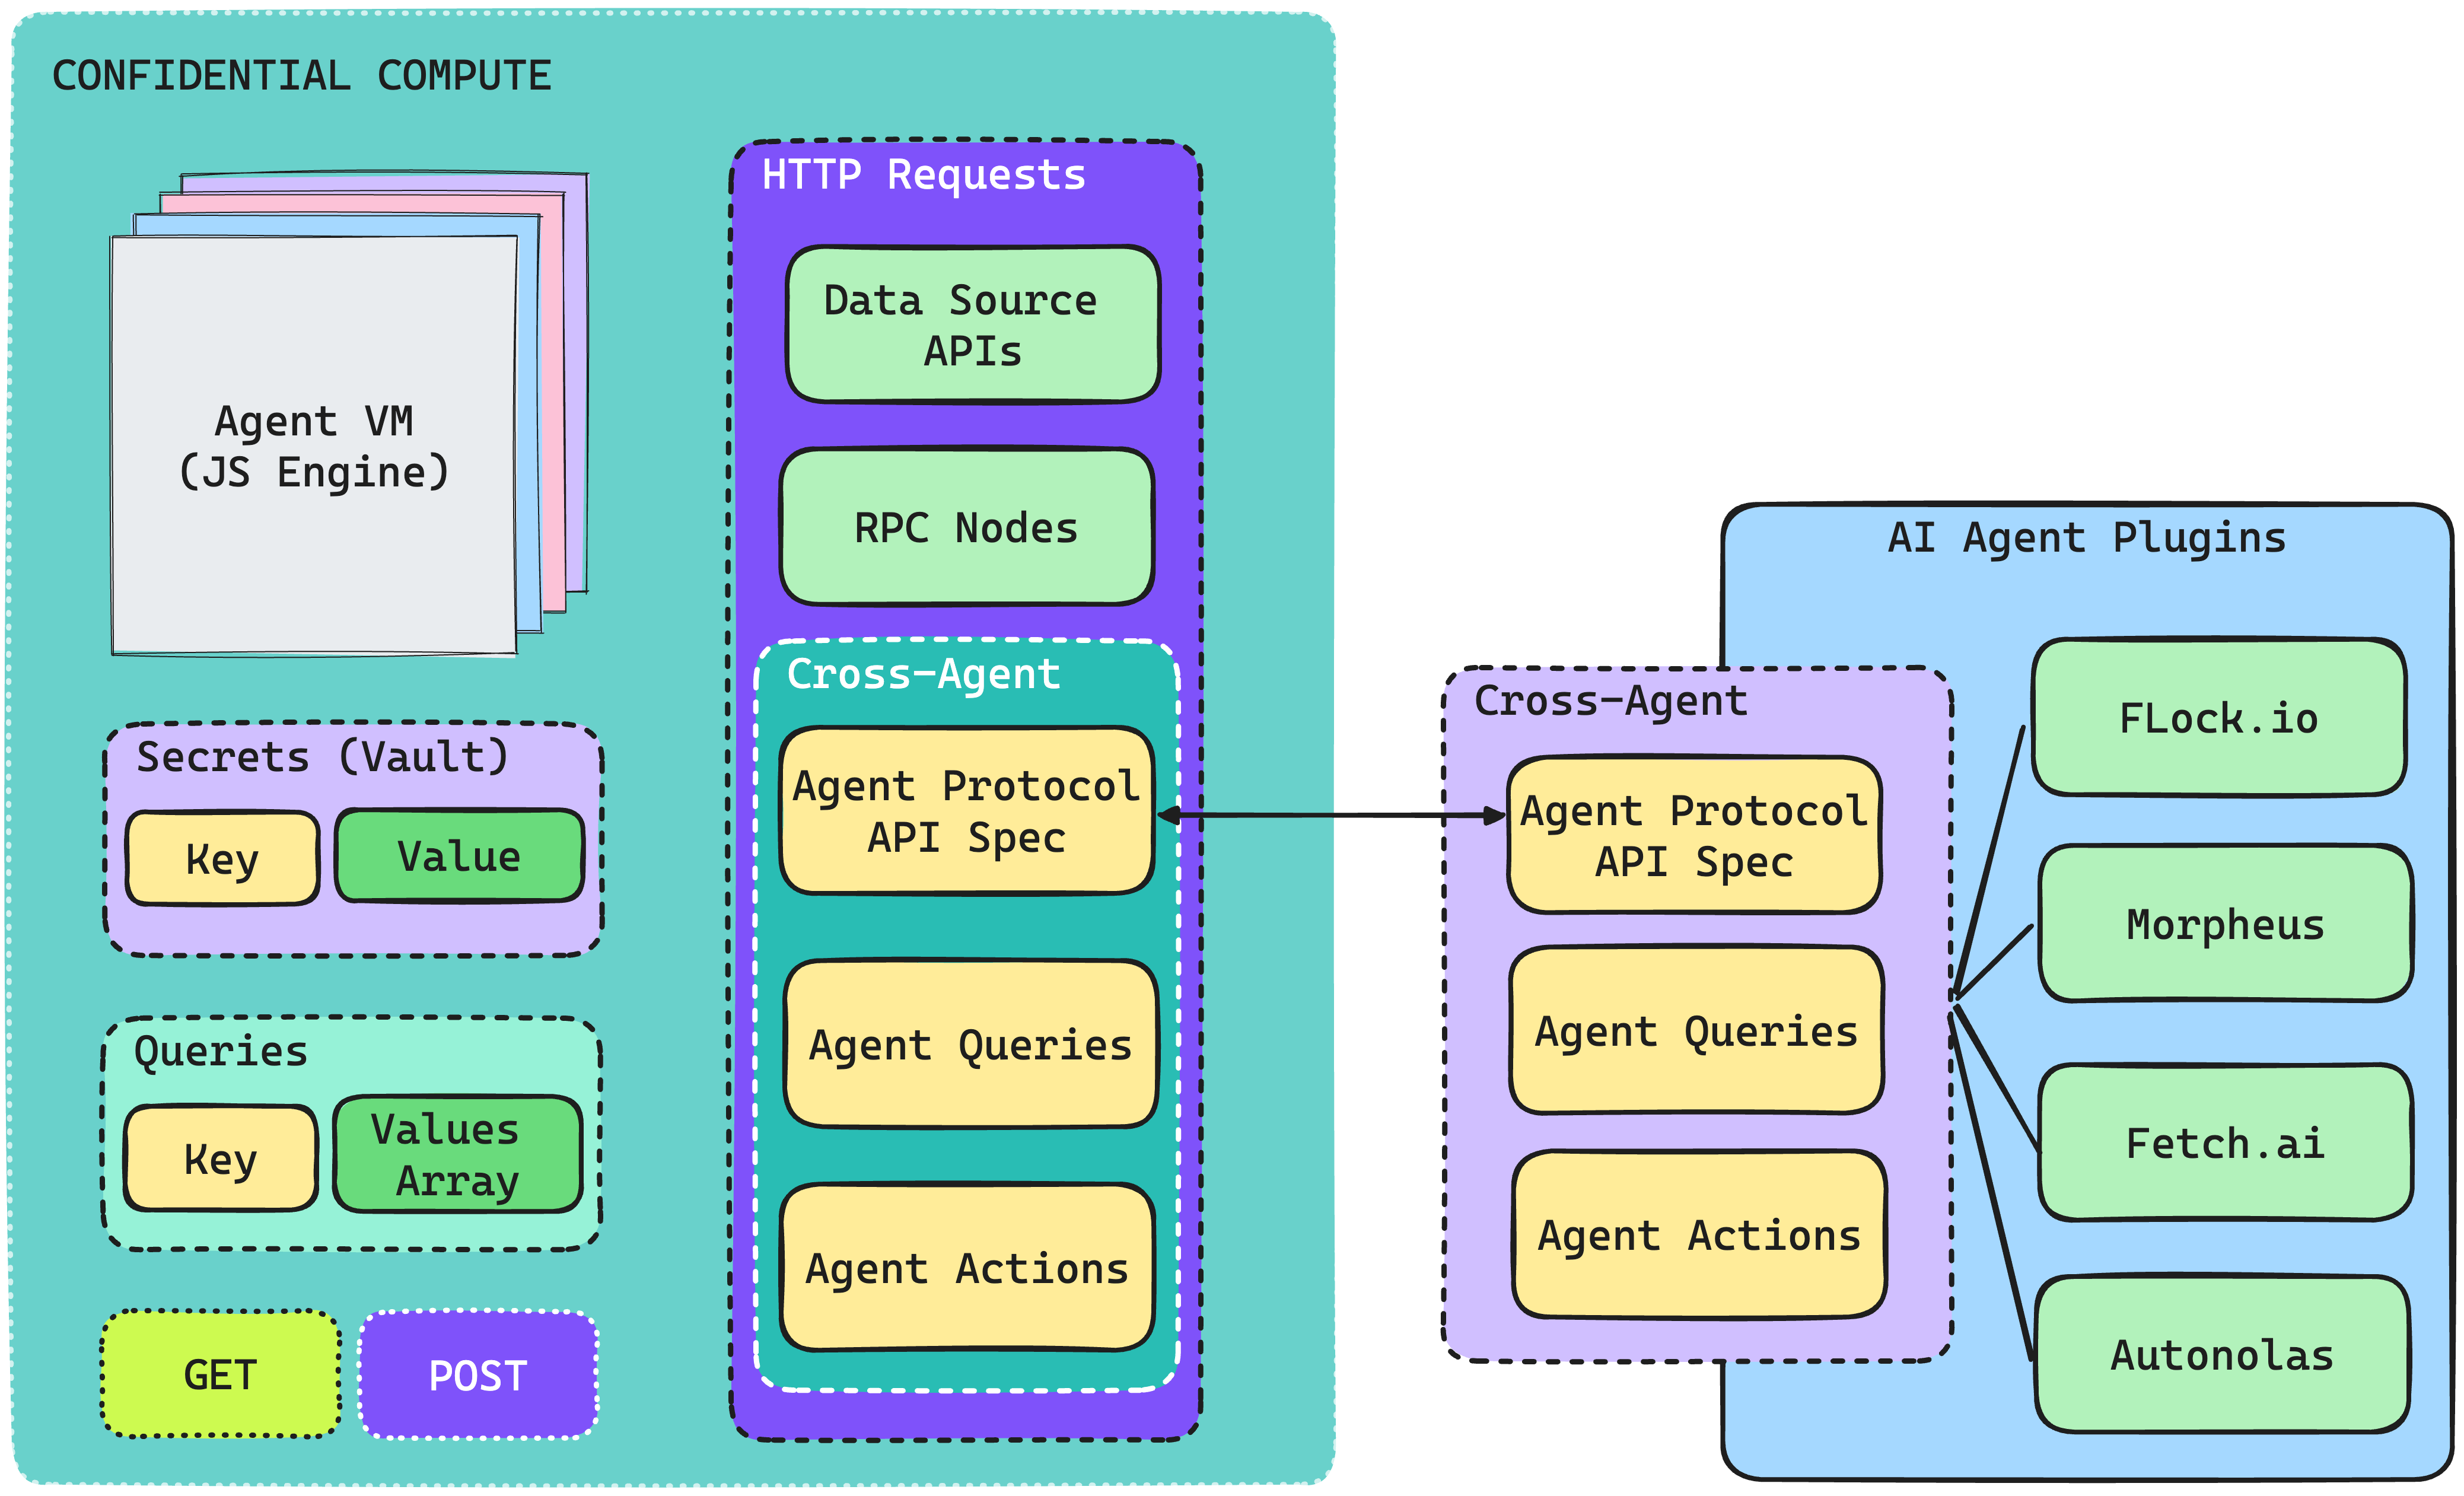 CONFIDENTIAL COMPUTE
Agent VM
(JS Engine)
Secrets (Vault)
Key
Value
Queries
Key
Values
Array
GET
POST
HTTP Requests
Data Source
APIs
RPC Nodes
Cross-Agent
Agent Protocol
API Spec
Agent Queries
Agent Actions
Cross-Agent
Agent Protocol
API Spec
Agent Queries
Agent Actions
AI Agent Plugins
FLock.io
Morpheus
Fetch.ai
Autonolas